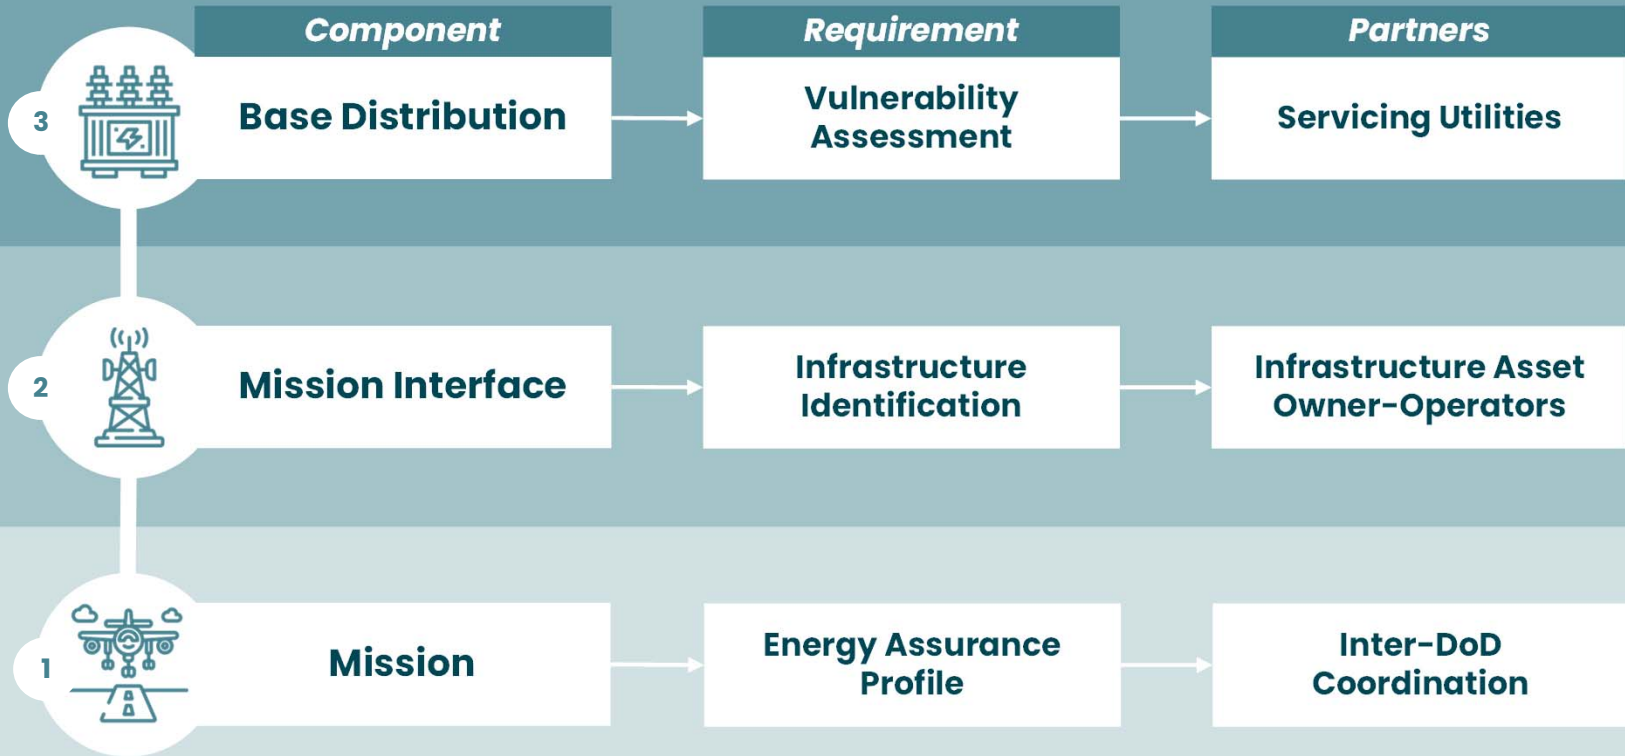 Component
Requirement
Partners
3
Base Distribution
Vulnerability
Assessment
Servicing Utilities
2
Mission Interface
Infrastructure
Identification
Infrastructure Asset
Owner-Operators
1
Mission
Energy Assurance
Profile
Inter-DoD
Coordination